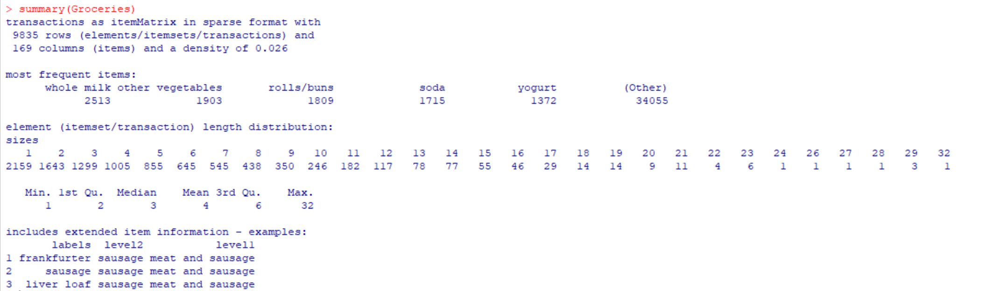 > summary(Groceries)
transactions as itemMatrix in sparse format with
 9835 rows (elements/itemsets/transactions) and
 169 columns (items) and a density of 0.026

most frequent items:
      whole milk other vegetables       rolls/buns             soda           yogurt          (Other)
            2513             1903             1809             1715             1372            34055

element (itemset/transaction) length distribution:
sizes
   1    2    3    4    5    6    7    8    9   10   11   12   13   14   15   16   17   18   19   20   21   22   23   24   26   27   28   29   32
2159 1643 1299 1005  855  645  545  438  350  246  182  117   78   77   55   46   29   14   14    9   11    4    6    1    1    1    1    3    1

   Min. 1st Qu.  Median    Mean 3rd Qu.    Max.
      1       2       3       4       6      32

includes extended item information - examples:
       labels  level2           level1
1 frankfurter sausage meat and sausage
2     sausage sausage meat and sausage
3  liver loaf sausage meat and sausage